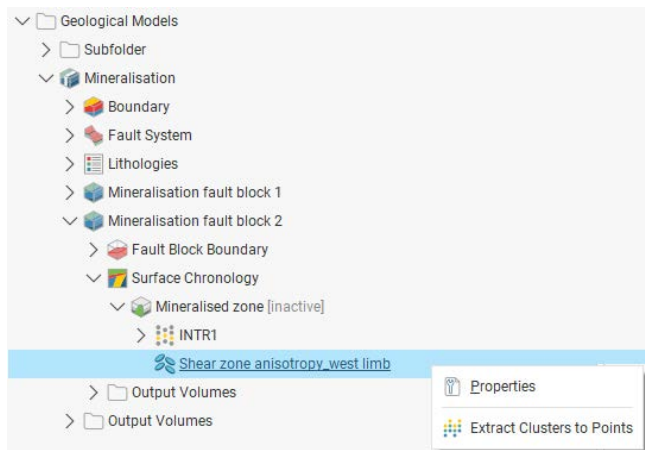 Geological Models
Subfolder
Mineralisation
Boundary
Fault System
Lithologies
Mineralisation fault block 1
Mineralisation fault block 2
Fault Block Boundary
Surface Chronology
Mineralised zone [inactive]
INTR1
Shear zone anisotropy_west limb
Properties
Output Volumes
Extract Clusters to Points
Output Volumes